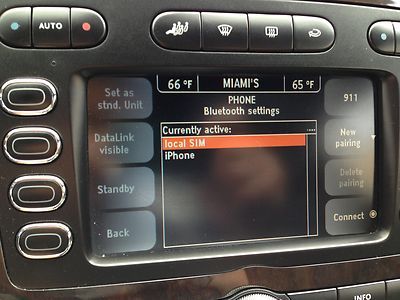 AUTO
66 °F MIAMI'S 65 °F
PHONE
Bluetooth settings
Set as
stnd. Unit
911
Currently active:
local SIM
iPhone
DataLink
visible
New
pairing
Standby
Delete
pairing
Back
Connect
INFO